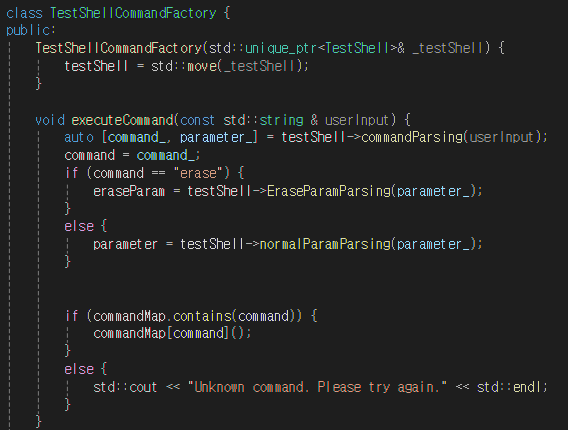 class TestShellCommandFactory {
public:
    TestShellCommandFactory(std::unique_ptr<TestShell>& _testShell) {
        testShell = std::move(_testShell);
    }

    void executeCommand(const std::string & userInput) {
        auto [command_, parameter_] = testShell->commandParsing(userInput);
        command = command_;
        if (command == "erase") {
            eraseParam = testShell->EraseParamParsing(parameter_);
        }
        else {
            parameter = testShell->normalParamParsing(parameter_);
        }


        if (commandMap.contains(command)) {
            commandMap[command]();
        }
        else {
            std::cout << "Unknown command. Please try again." << std::endl;
        }
    }